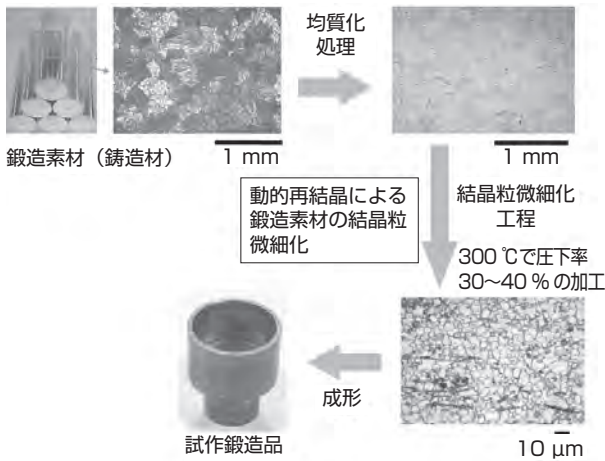 均質化
処理
鍛造素材(鋳造材)
1 mm
1 mm
動的再結晶による
鍛造素材の結晶粒
微細化
結晶粒微細化
工程
300 ℃で圧下率
30~40 % の加工
成形
試作鍛造品
10 µm